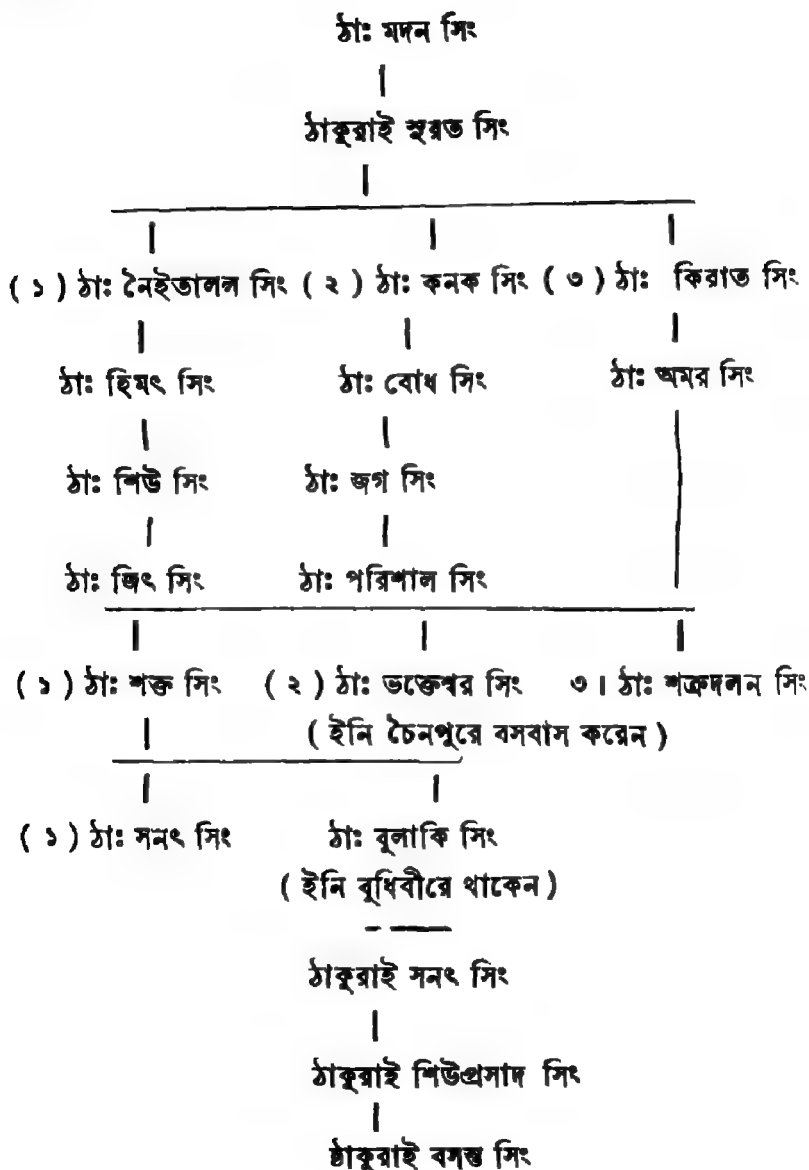 ঠাঃ মদন সিং
ঠাকুরাই সুরত সিং
( ১ ) ঠাঃ নৈইতালল সিং ( ২ ) ঠাঃ কনক সিং ( ৩ ) ঠাঃ কিরাত সিং
ঠাঃ হিমৎ সিং ঠাঃ বোধ সিং ঠাঃ অমর সিং
ঠাঃ শিউ সিং ঠাঃ জগ সিং
ঠাঃ জিৎ সিং ঠাঃ পরিশাল সিং
( ১ ) ঠাঃ শক্ত সিং ( ২ ) ঠাঃ ভক্তেশ্বর সিং ৩। ঠাঃ শত্রুদলন সিং
( ইনি চৈনপুরে বসবাস করেন )
( ১ ) ঠাঃ সনৎ সিং ঠাঃ বুলাকি সিং
( ইনি বুধিবীরে থাকেন )
ঠাকুরাই সনৎ সিং
ঠাকুরাই শিউপ্রসাদ সিং
ঠাকুরাই বসন্ত সিং